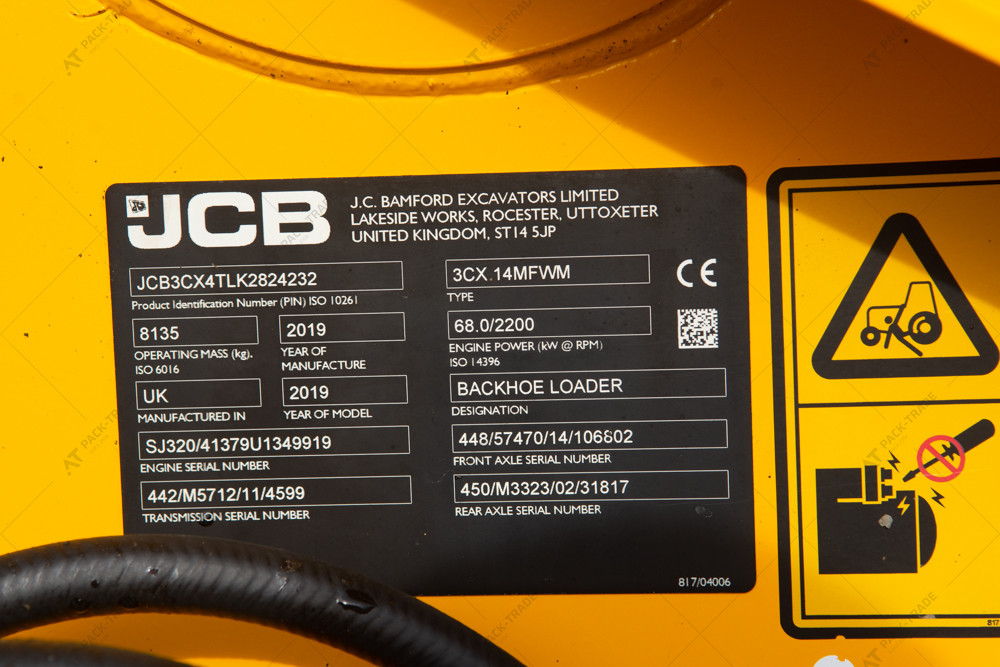 JCB
J.C. BAMFORD EXCAVATORS LIMITED
LAKESIDE WORKS, ROCESTER, UTTOXETER
UNITED KINGDOM, ST14 5JP
JCB3CX4TLK2824232
Product Identification Number (PIN) ISO 10261
3CX.14MFWM
TYPE
CE
8135
OPERATING MASS (kg).
ISO 6016
2019
YEAR OF
MANUFACTURE
68.0/2200
ENGINE POWER (kW @ RPM)
ISO 14396
UK
MANUFACTURED IN
2019
YEAR OF MODEL
BACKHOE LOADER
DESIGNATION
SJ320/41379U1349919
ENGINE SERIAL NUMBER
448/57470/14/106802
FRONT AXLE SERIAL NUMBER
442/M5712/11/4599
TRANSMISSION SERIAL NUMBER
450/M3323/02/31817
REAR AXLE SERIAL NUMBER
817/04006
817
AT PACK-TRADE